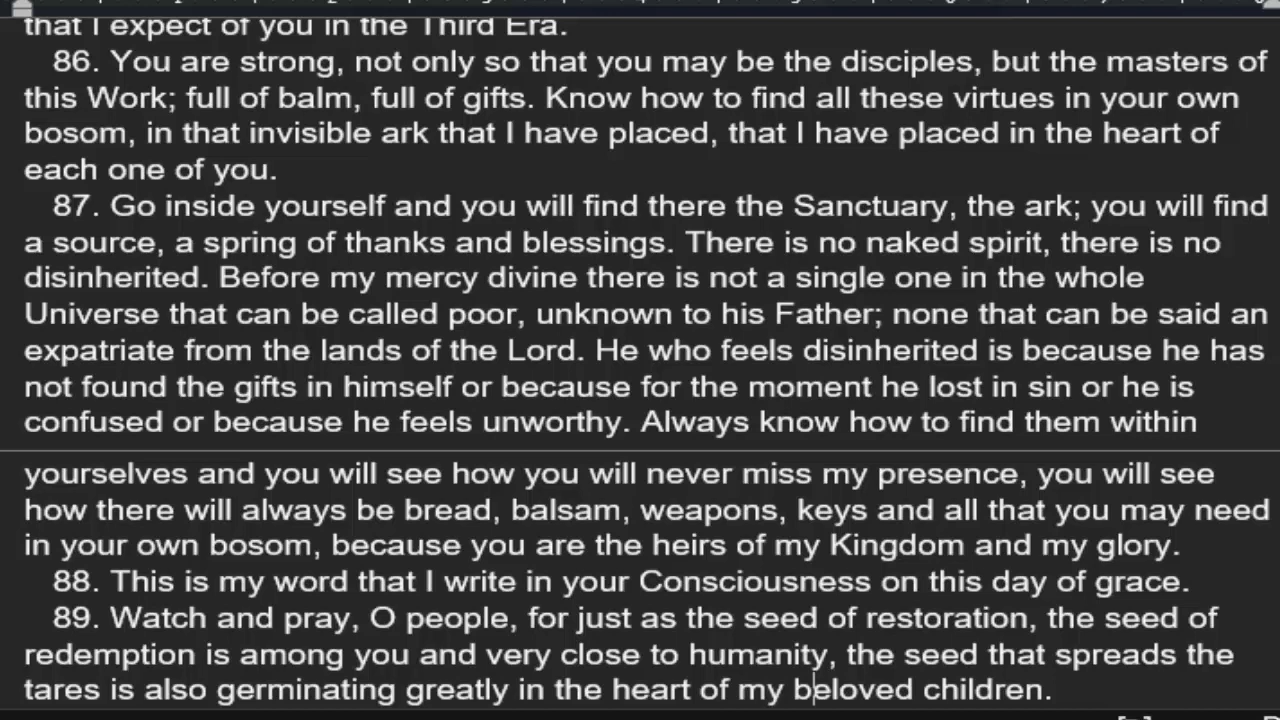 that I expect of you in the Third Era.
86. You are strong, not only so that you may be the disciples, but the masters of
this Work; full of balm, full of gifts. Know how to find all these virtues in your own
bosom, in that invisible ark that I have placed, that I have placed in the heart of
each one of you.
87. Go inside yourself and you will find there the Sanctuary, the ark; you will find
a source, a spring of thanks and blessings. There is no naked spirit, there is no
disinherited. Before my mercy divine there is not a single one in the whole
Universe that can be called poor, unknown to his Father; none that can be said an
expatriate from the lands of the Lord. He who feels disinherited is because he has
not found the gifts in himself or because for the moment he lost in sin or he is
confused or because he feels unworthy. Always know how to find them within
yourselves and you will see how you will never miss my presence, you will see
how there will always be bread, balsam, weapons, keys and all that you may need
in your own bosom, because you are the heirs of my Kingdom and my glory.
88. This is my word that I write in your Consciousness on this day of grace.
89. Watch and pray, O people, for just as the seed of restoration, the seed of
redemption is among you and very close to humanity, the seed that spreads the
tares is also germinating greatly in the heart of my beloved children.